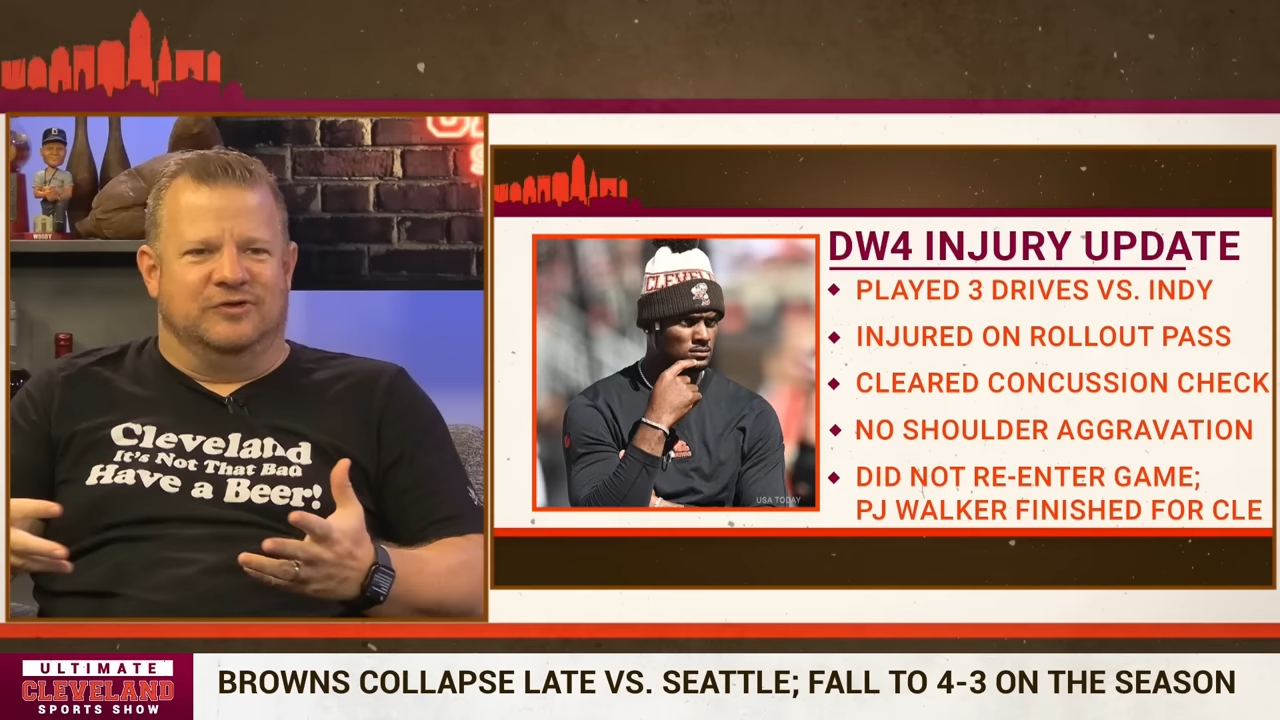 WOODY
Cleveland
It's Not That Bad
Have a Beer!
CLEVEL
DW4 INJURY UPDATE
PLAYED 3 DRIVES VS. INDY
INJURED ON ROLLOUT PASS
CLEARED CONCUSSION CHECK
NO SHOULDER AGGRAVATION
DID NOT RE-ENTER GAME;
PJ WALKER FINISHED FOR CLE
USA TODAY
ULTIMATE
CLEVELAND
SPORTS SHOW
BROWNS COLLAPSE LATE VS. SEATTLE; FALL TO 4-3 ON THE SEASON